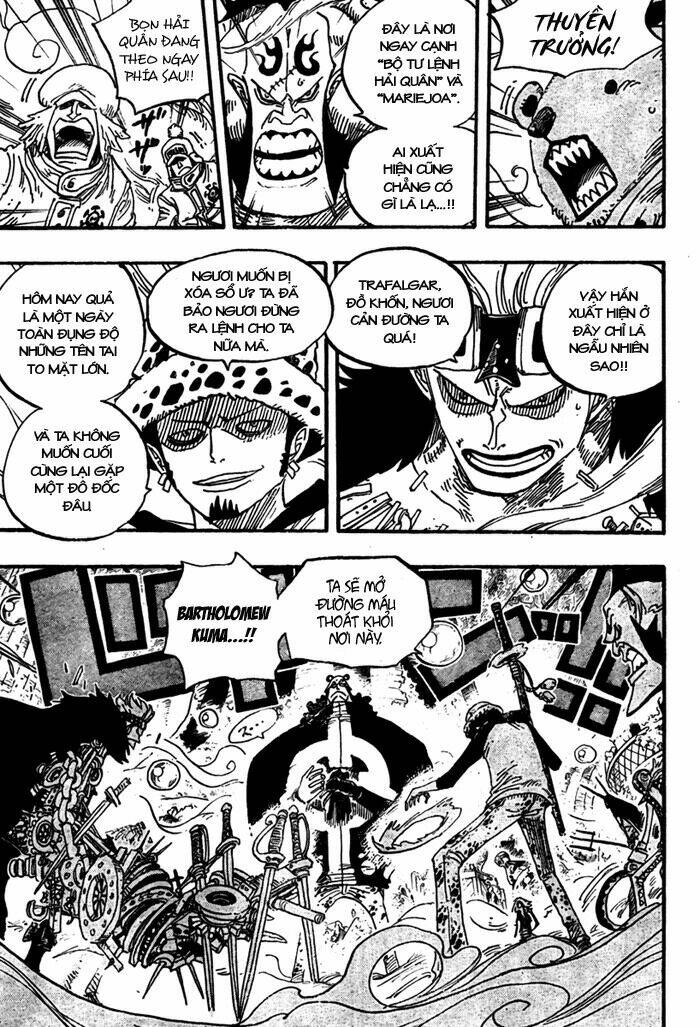 THUYỀN
TRƯỞNG!
ĐÂY LÀ NƠI
NGAY CẠNH
"BỘ TƯ LỆNH
HẢI QUÂN" VÀ
"MARIEJOA".
AI XUẤT
HIỆN CŨNG
CHẲNG CÓ
GÌ LÀ LẠ...!!
BỌN HẢI
QUÂN ĐANG
THEO NGAY
PHÍA SAU!!
VẬY HẮN
XUẤT HIỆN Ở
ĐÂY CHỈ LÀ
NGẪU NHIÊN
SAO!!
TRAFALGAR,
ĐỒ KHỐN, NGƯƠI
CẢN ĐƯỜNG TA
QUÁ!
NGƯƠI MUỐN BỊ
XÓA SỔ Ư? TA ĐÃ
BẢO NGƯƠI ĐỪNG
RA LỆNH CHO TA
NỮA MÀ.
HÔM NAY QUẢ
LÀ MỘT NGÀY
TOÀN ĐỤNG ĐỘ
NHỮNG TÊN TAI
TO MẶT LỚN.
VÀ TA KHÔNG
MUỐN CUỐI
CÙNG LẠI GẶP
MỘT ĐÔ ĐỐC
ĐÂU.
TA SẼ MỞ
ĐƯỜNG MÁU
THOÁT KHỎI
NƠI NÀY.
BARTHOLOMEW
KUMA...!!